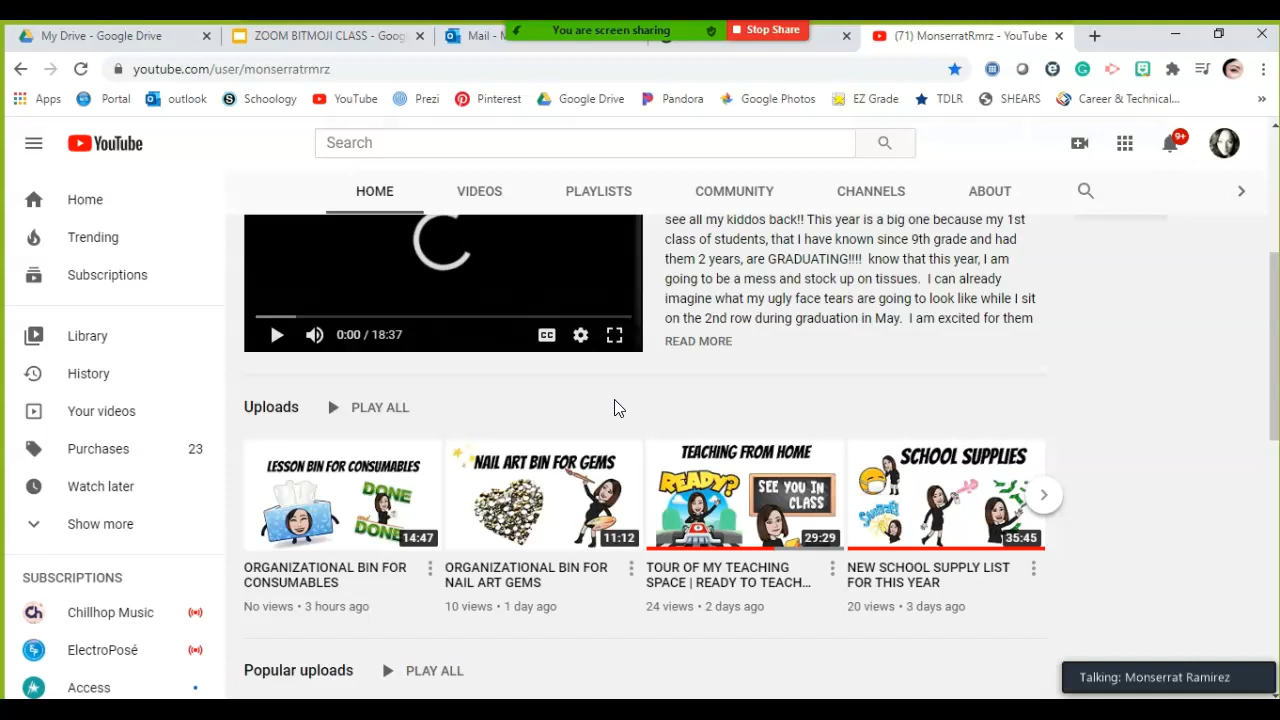 My Drive - Google Drive
ZOOM BITMOJI CLASS - Goog
Mail -
You are screen sharing
Stop Share
(71) MonserratRmrz - YouTube
youtube.com/user/monserratrmrz
Apps Portal outlook Schoology YouTube Prezi Pinterest Google Drive Pandora Google Photos EZ Grade TDLR SHEARS Career & Technical... »
YouTube
Search
9+
HOME VIDEOS PLAYLISTS COMMUNITY CHANNELS ABOUT
Home
Trending
Subscriptions
Library
History
Your videos
Purchases 23
Watch later
Show more
SUBSCRIPTIONS
Chillhop Music
ElectroPosé
Access
0:00 / 18:37
CC
see all my kiddos back!! This year is a big one because my 1st
class of students, that I have known since 9th grade and had
them 2 years, are GRADUATING!!!! know that this year, I am
going to be a mess and stock up on tissues. I can already
imagine what my ugly face tears are going to look like while I sit
on the 2nd row during graduation in May. I am excited for them
READ MORE
Uploads PLAY ALL
LESSON BIN FOR CONSUMABLES
DONE
DONE
14:47
ORGANIZATIONAL BIN FOR
CONSUMABLES
No views • 3 hours ago
NAIL ART BIN FOR GEMS
11:12
ORGANIZATIONAL BIN FOR
NAIL ART GEMS
10 views • 1 day ago
TEACHING FROM HOME
READY?
SEE YOU IN
CLASS
29:29
TOUR OF MY TEACHING
SPACE | READY TO TEACH...
24 views • 2 days ago
SCHOOL SUPPLIES
35:45
NEW SCHOOL SUPPLY LIST
FOR THIS YEAR
20 views • 3 days ago
Popular uploads PLAY ALL
Talking: Monserrat Ramirez